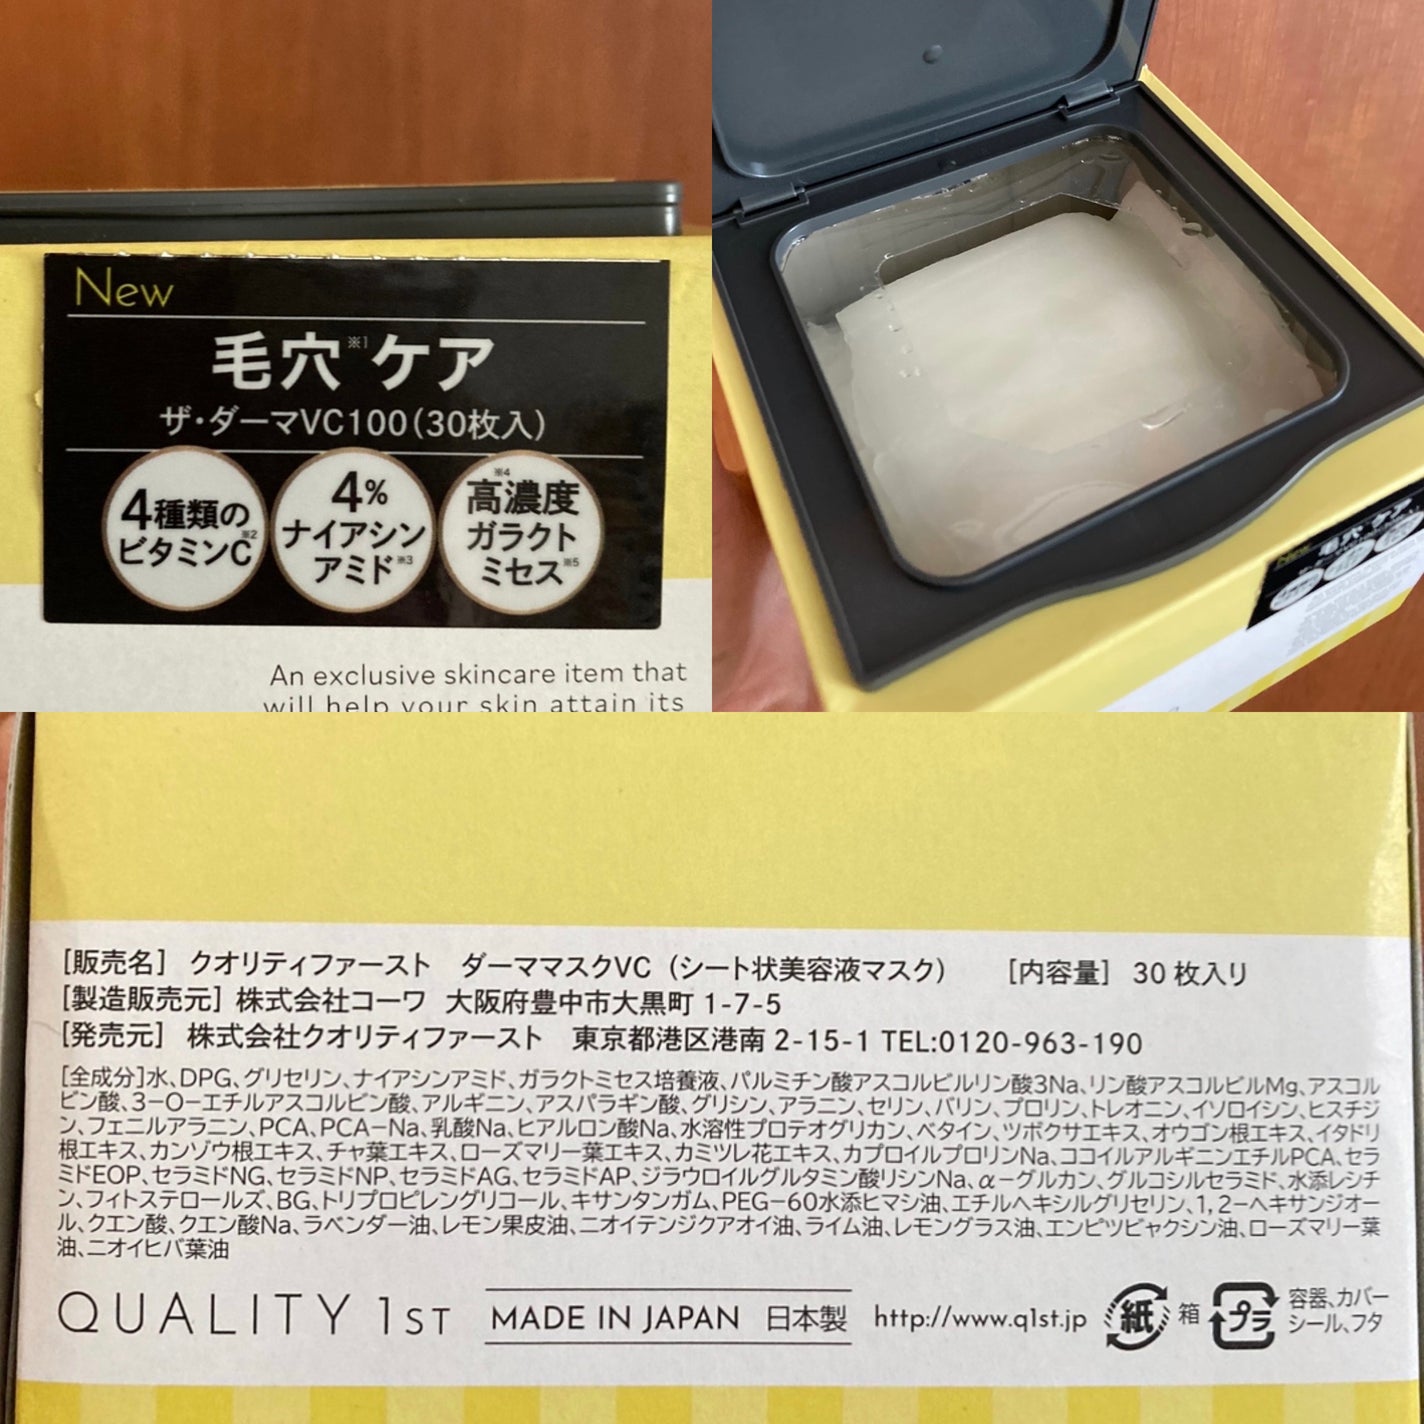 New
毛穴※1ケア
ザ・ダーマVC100(30枚入)
4種類の
ビタミンC※2
4%
ナイアシン
アミド※3
※4
高濃度
ガラクト
ミセス※5
An exclusive skincare item that
will help your skin attain its
New
毛穴 ケア
[販売名] クオリティファースト ダーママスクVC (シート状美容液マスク) [内容量] 30枚入り
[製造販売元] 株式会社コーワ 大阪府豊中市大黒町 1-7-5
[発売元] 株式会社クオリティファースト 東京都港区港南 2-15-1 TEL:0120-963-190
[全成分]水、DPG、グリセリン、ナイアシンアミド、ガラクトミセス培養液、パルミチン酸アスコルビルリン酸3Na、リン酸アスコルビルMg、アスコル
ビン酸、3-O-エチルアスコルビン酸、アルギニン、アスパラギン酸、グリシン、アラニン、セリン、バリン、プロリン、トレオニン、イソロイシン、ヒスチジ
ン、フェニルアラニン、PCA、PCA-Na、乳酸Na、ヒアルロン酸Na、水溶性プロテオグリカン、ベタイン、ツボクサエキス、オウゴン根エキス、イタドリ
根エキス、カンゾウ根エキス、チャ葉エキス、ローズマリー葉エキス、カミツレ花エキス、カプロイルプロリンNa、ココイルアルギニンエチルPCA、セラ
ミドEOP、セラミドNG、セラミドNP、セラミドAG、セラミドAP、ジラウロイルグルタミン酸リシンNa、α-グルカン、グルコシルセラミド、水添レシチ
ン、フィトステロールズ、BG、トリプロピレングリコール、キサンタンガム、PEG-60水添ヒマシ油、エチルヘキシルグリセリン、1,2-ヘキサンジオー
ル、クエン酸、クエン酸Na、ラベンダー油、レモン果皮油、ニオイテンジクアオイ油、ライム油、レモングラス油、エンピツビャクシン油、ローズマリー葉
油、ニオイヒバ葉油
QUALITY 1ST MADE IN JAPAN 日本製 http://www.q1st.jp 紙 箱 プラ 容器、カバー
シール、フタ